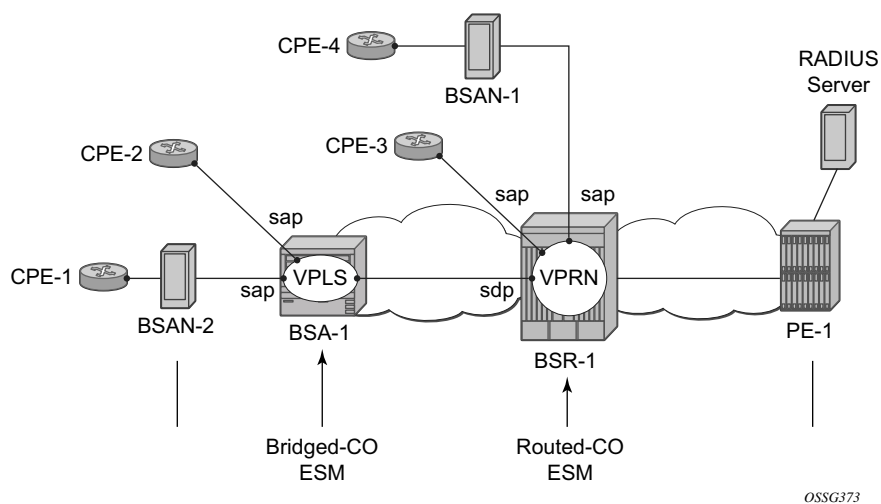 CPE-4
BSAN-1
RADIUS
Server
CPE-2
CPE-3
sap
sap
sap
CPE-1
BSAN-2
sap
VPLS
BSA-1
sdp
VPRN
BSR-1
PE-1
Bridged-CO
ESM
Routed-CO
ESM
OSSG373